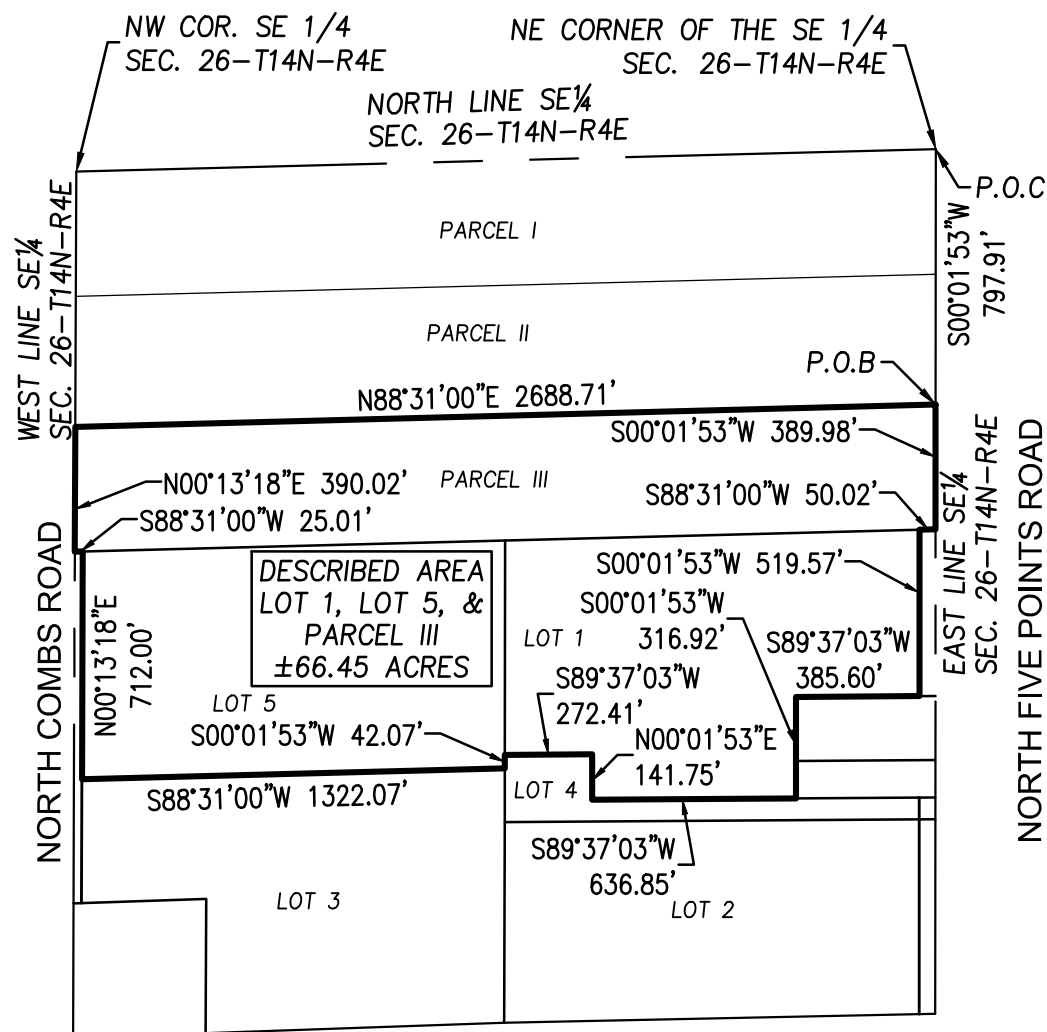 NW COR. SE 1/4
SEC. 26-T14N-R4E
NE CORNER OF THE SE 1/4
SEC. 26-T14N-R4E
NORTH LINE SE¼
SEC. 26-T14N-R4E
P.O.C
WEST LINE SE¼
SEC. 26-T14N-R4E
PARCEL I
S00°01'53"W
797.91'
PARCEL II
P.O.B
N88°31'00"E 2688.71'
S00°01'53"W 389.98'
N00°13'18"E 390.02'
PARCEL III
S88°31'00"W 50.02'
S88°31'00"W 25.01'
EAST LINE SE¼
SEC. 26-T14N-R4E
NORTH FIVE POINTS ROAD
NORTH COMBS ROAD
N00°13'18"E
712.00'
DESCRIBED AREA
LOT 1, LOT 5, &
PARCEL III
±66.45 ACRES
S00°01'53"W 519.57'
S00°01'53"W
316.92'
LOT 1
S89°37'03"W
385.60'
S89°37'03"W
272.41'
LOT 5
S00°01'53"W 42.07'
N00°01'53"E
141.75'
LOT 4
S88°31'00"W 1322.07'
S89°37'03"W
636.85'
LOT 3
LOT 2